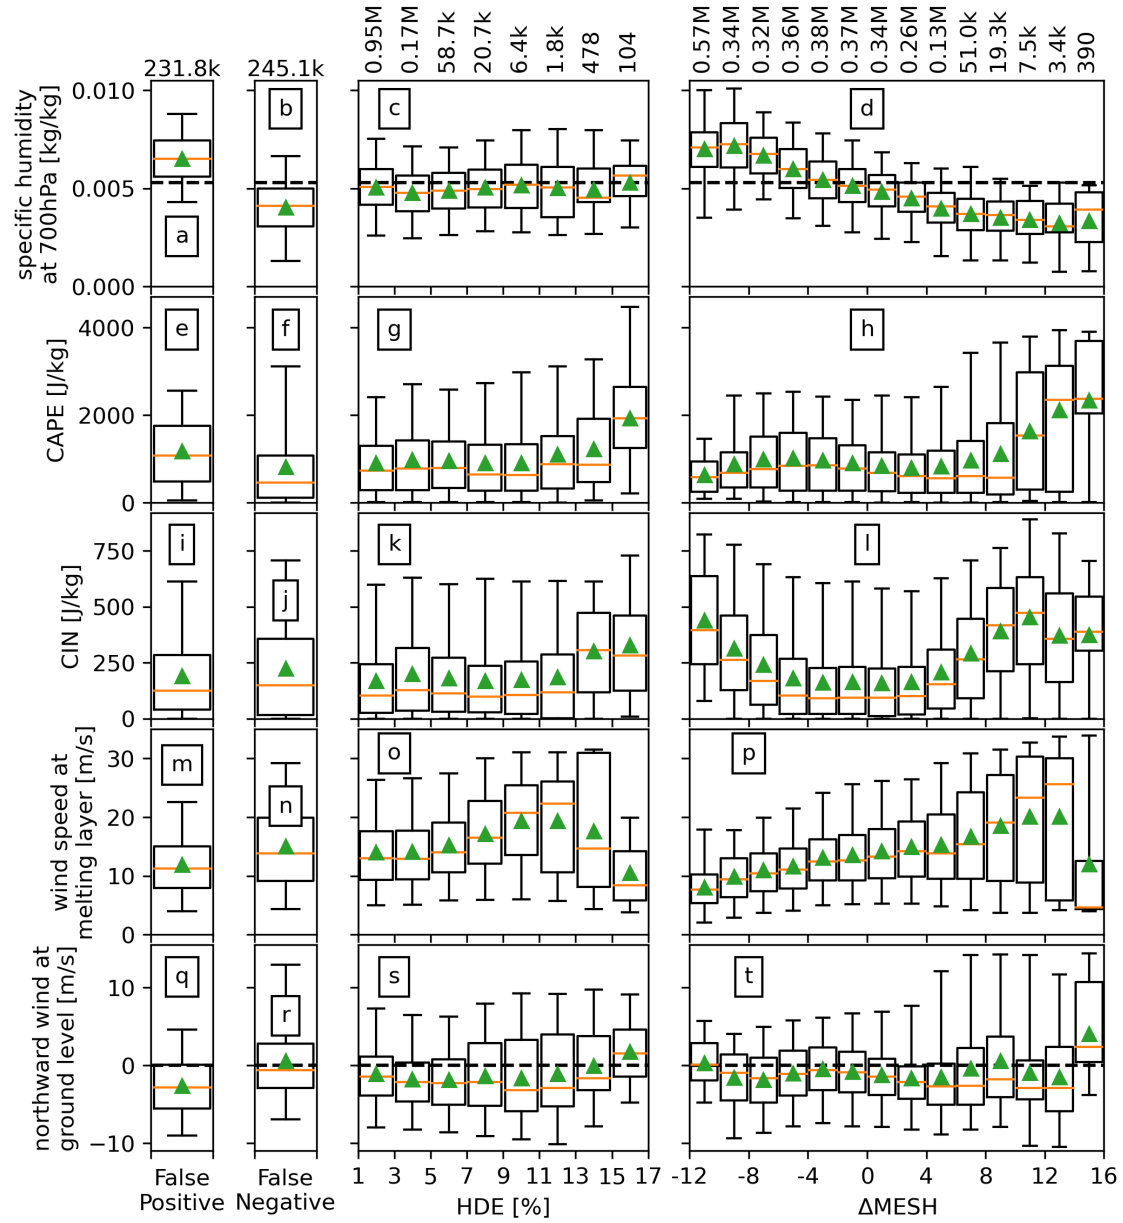 231.8k
245.1k
0.95M
0.17M
58.7k
20.7k
6.4k
1.8k
478
104
0.57M
0.34M
0.32M
0.36M
0.38M
0.37M
0.34M
0.26M
0.13M
51.0k
19.3k
7.5k
3.4k
390
specific humidity
at 700hPa [kg/kg]
0.010
0.005
0.000
a
b
c
d
CAPE [J/kg]
4000
2000
0
e
f
g
h
CIN [J/kg]
750
500
250
0
i
j
k
l
wind speed at
melting layer [m/s]
30
20
10
0
m
n
o
p
northward wind at
ground level [m/s]
10
0
−10
q
r
s
t
False
Positive
False
Negative
1 3 5 7 9 11 13 15 17
HDE [%]
-12 -8 -4 0 4 8 12 16
ΔMESH